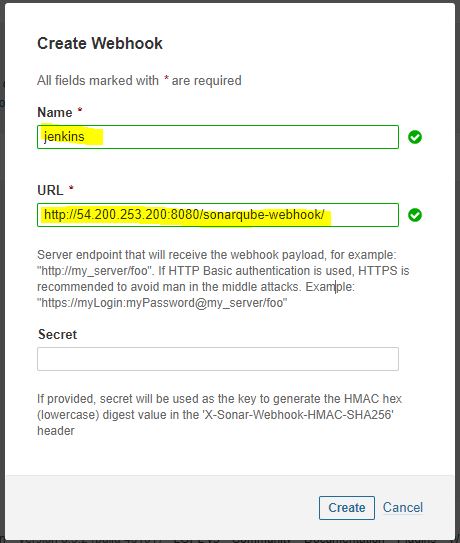 Create Webhook
All fields marked with * are required
Name *
jenkins
URL *
http://54.200.253.200:8080/sonarqube-webhook/
Server endpoint that will receive the webhook payload, for example:
"http://my_server/foo". If HTTP Basic authentication is used, HTTPS is
recommended to avoid man in the middle attacks. Example:
"https://myLogin:myPassword@my_server/foo"
Secret
If provided, secret will be used as the key to generate the HMAC hex
(lowercase) digest value in the 'X-Sonar-Webhook-HMAC-SHA256'
header
Create Cancel